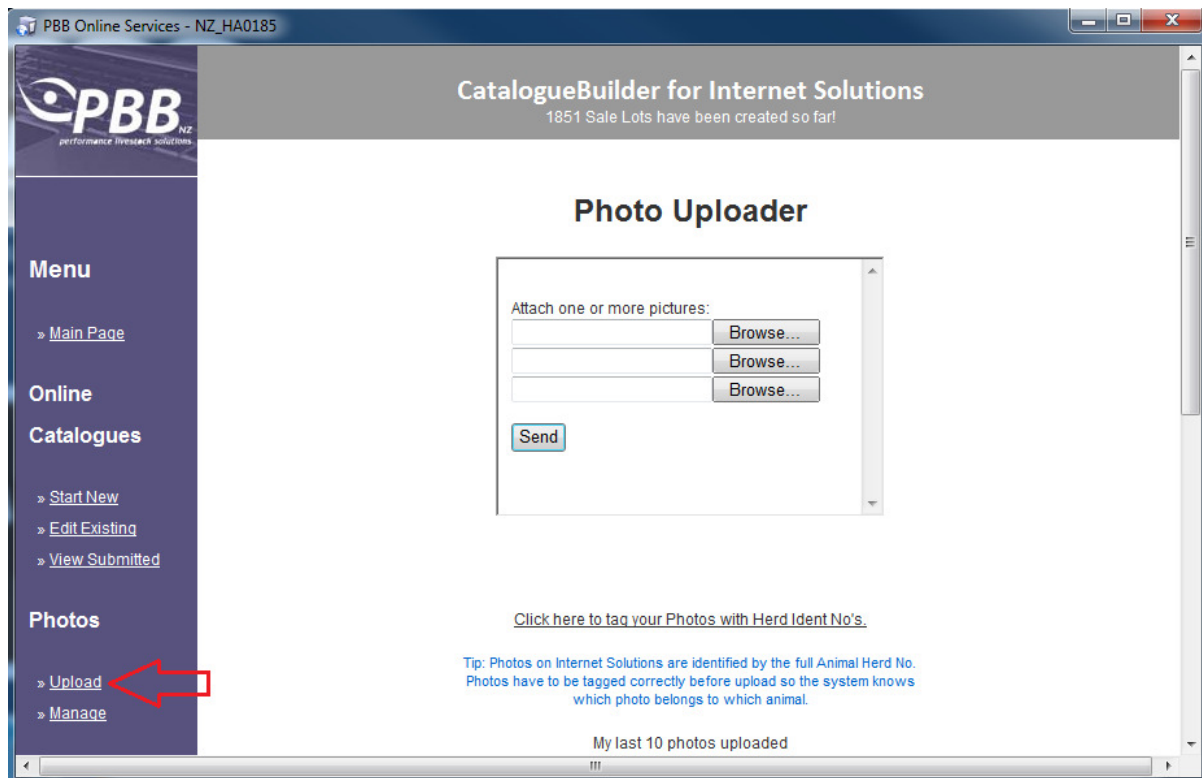 PBB Online Services - NZ_HA0185
PBB NZ
performance livestock solutions
CatalogueBuilder for Internet Solutions
1851 Sale Lots have been created so far!
Menu
» Main Page
Online
Catalogues
» Start New
» Edit Existing
» View Submitted
Photos
» Upload
» Manage
Photo Uploader
Attach one or more pictures:
Browse...
Browse...
Browse...
Send
Click here to tag your Photos with Herd Ident No's.
Tip: Photos on Internet Solutions are identified by the full Animal Herd No.
Photos have to be tagged correctly before upload so the system knows
which photo belongs to which animal.
My last 10 photos uploaded